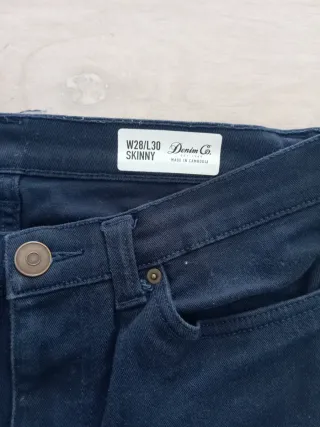 W28/L30
SKINNY
Denim Co.
MADE IN CAMBODIA